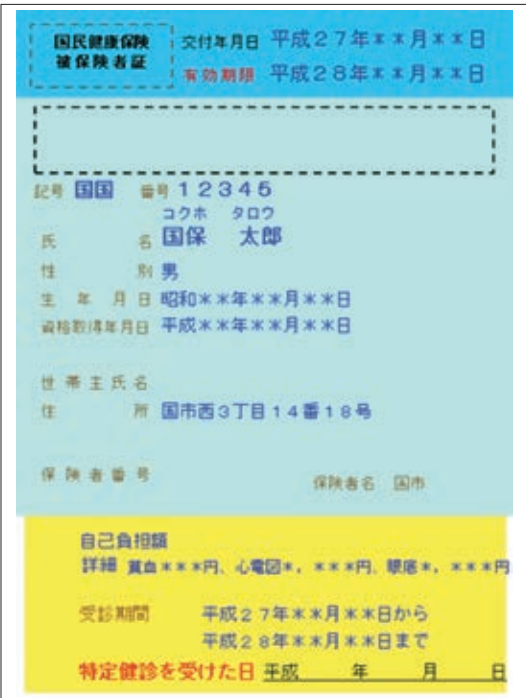 国民健康保険
被保険者証
交付年月日 平成27年**月**日
有効期限 平成28年**月**日
記号 国国 番号 12345
コクホ タロウ
氏名 国保 太郎
性別 男
生年月日 昭和**年**月**日
資格取得年月日 平成**年**月**日
世帯主氏名
住所 国市西3丁目14番18号
保険者番号 保険者名 国市
自己負担額
詳細 貧血***円、心電図*, ***円、眼底*, ***円
受診期間 平成27年**月**日から
平成28年**月**日まで
特定健診を受けた日 平成 年 月 日